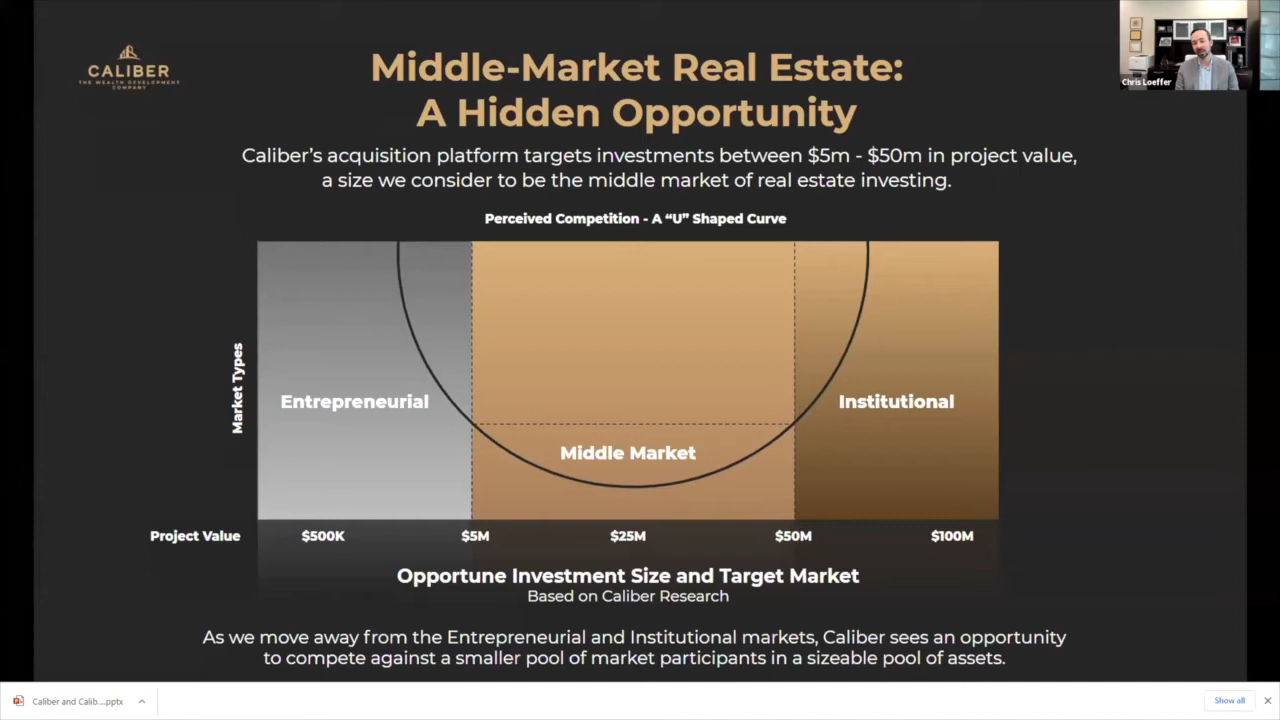 CALIBER
THE WEALTH DEVELOPMENT
COMPANY
Middle-Market Real Estate:
A Hidden Opportunity
Chris Loeffer
Caliber’s acquisition platform targets investments between $5m - $50m in project value,
a size we consider to be the middle market of real estate investing.
Perceived Competition - A “U” Shaped Curve
Market Types
Entrepreneurial
Middle Market
Institutional
Project Value
$500K
$5M
$25M
$50M
$100M
Opportune Investment Size and Target Market
Based on Caliber Research
As we move away from the Entrepreneurial and Institutional markets, Caliber sees an opportunity
to compete against a smaller pool of market participants in a sizeable pool of assets.
Caliber and Calib....pptx
Show all